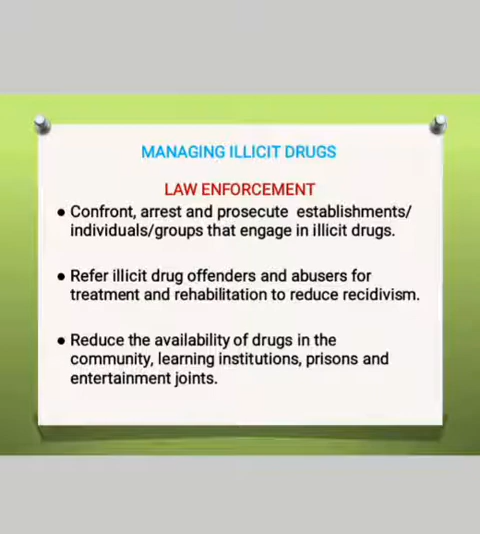 MANAGING ILLICIT DRUGS
LAW ENFORCEMENT
● Confront, arrest and prosecute establishments/
individuals/groups that engage in illicit drugs.
● Refer illicit drug offenders and abusers for
treatment and rehabilitation to reduce recidivism.
● Reduce the availability of drugs in the
community, learning institutions, prisons and
entertainment joints.